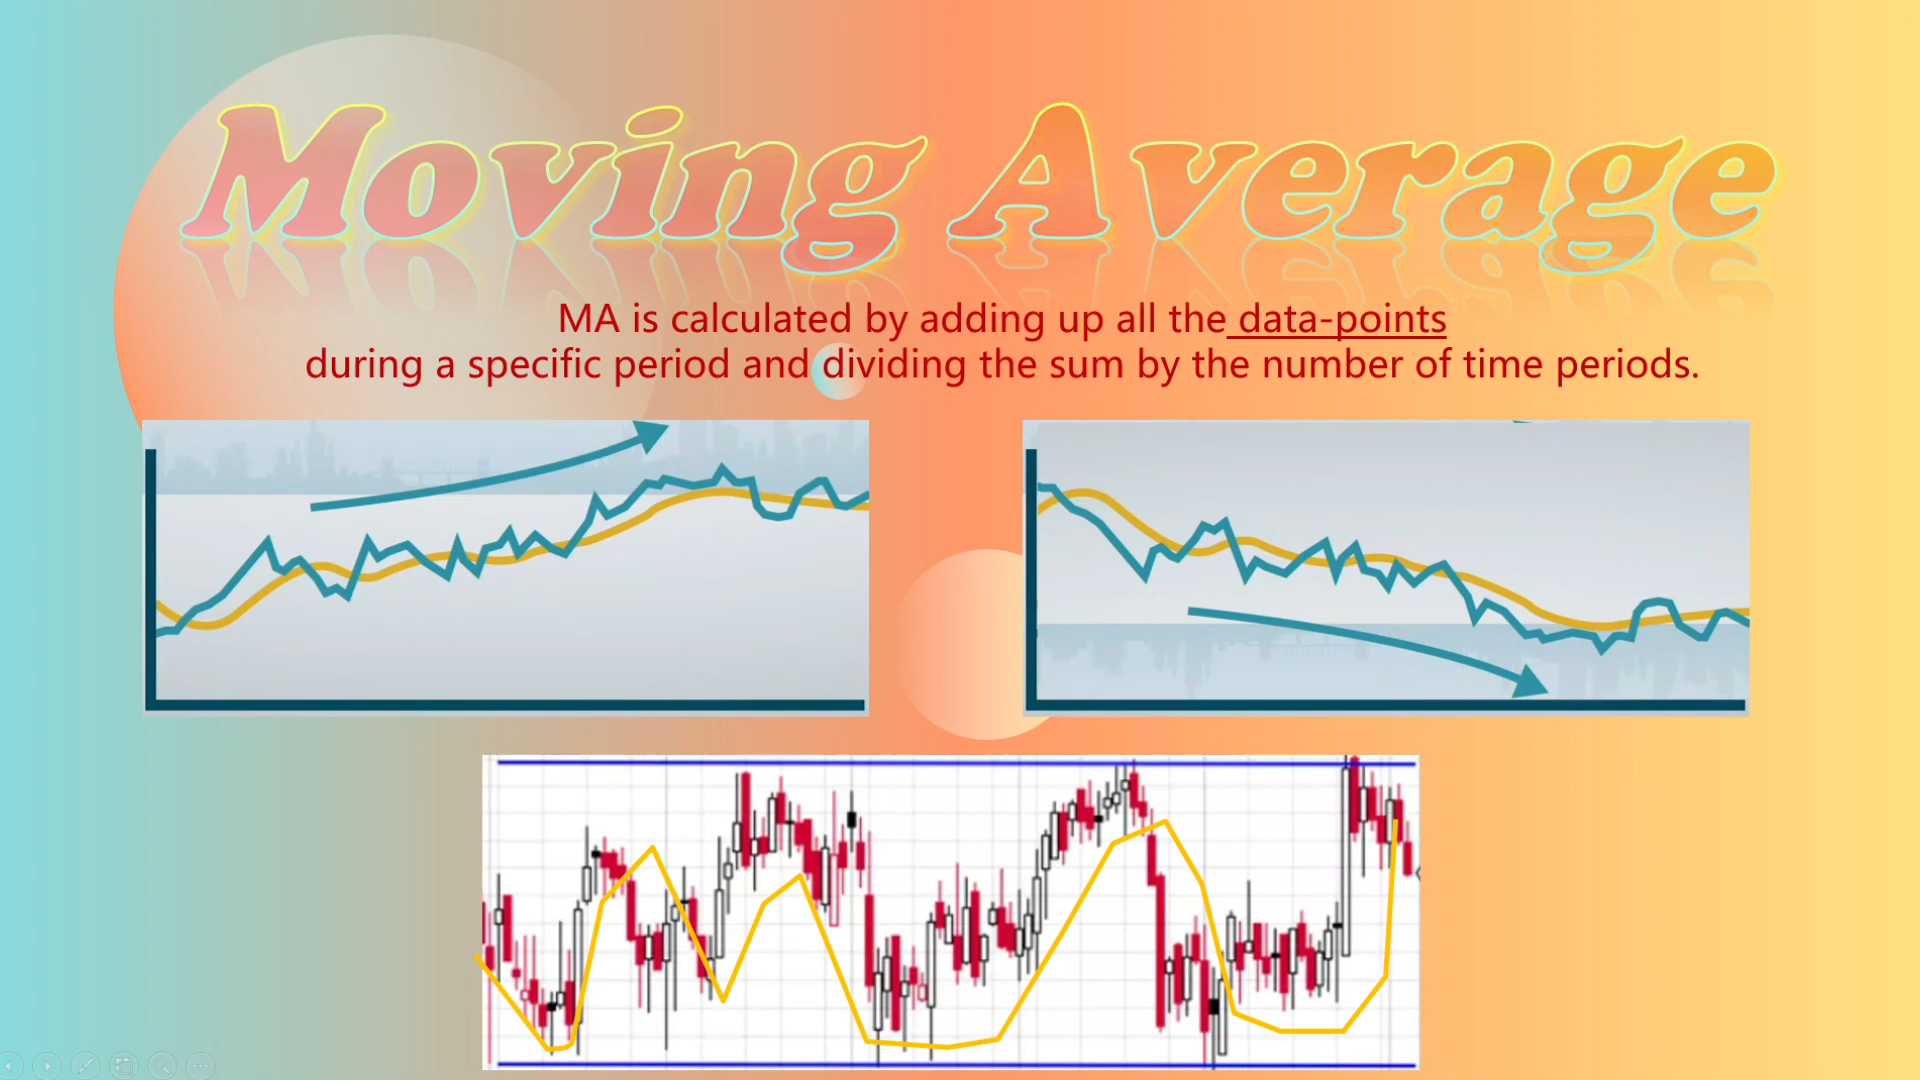 Moving Average
MA is calculated by adding up all the data-points
during a specific period and dividing the sum by the number of time periods.